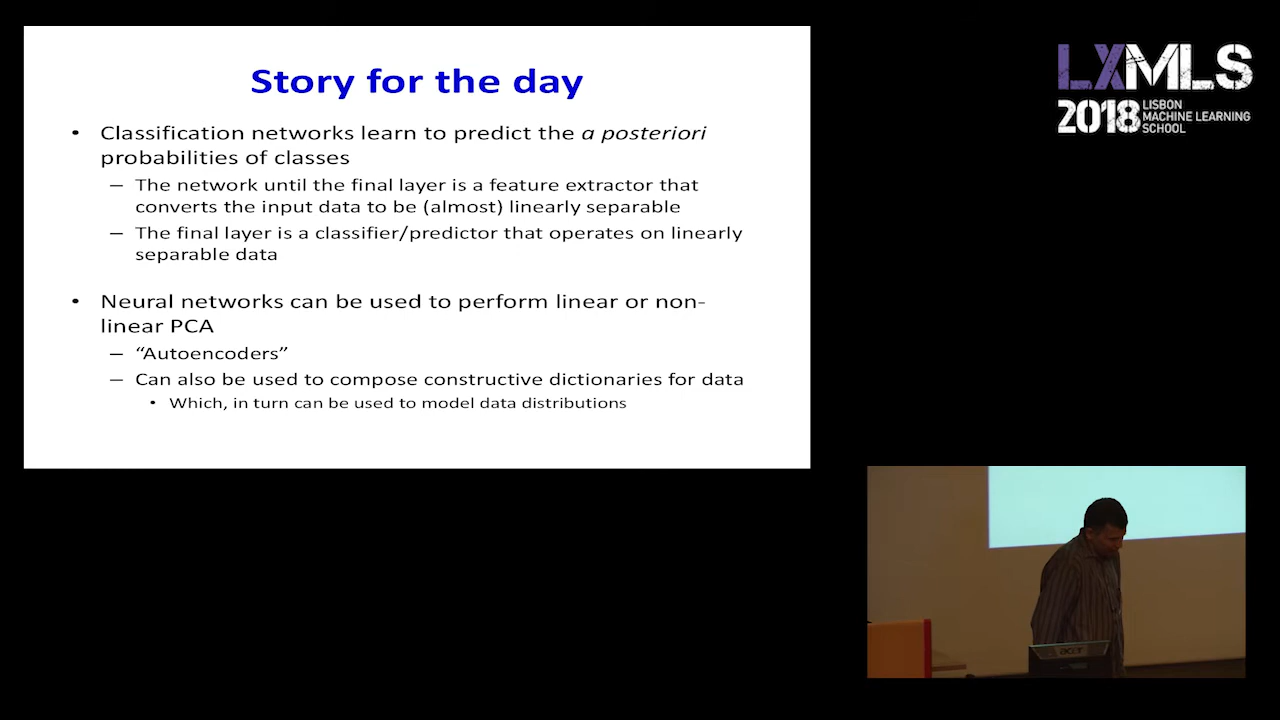 Story for the day
• Classification networks learn to predict the a posteriori
probabilities of classes
– The network until the final layer is a feature extractor that
converts the input data to be (almost) linearly separable
– The final layer is a classifier/predictor that operates on linearly
separable data
• Neural networks can be used to perform linear or non-
linear PCA
– “Autoencoders”
– Can also be used to compose constructive dictionaries for data
• Which, in turn can be used to model data distributions
LXMLS
2018 LISBON
MACHINE LEARNING
SCHOOL
acer